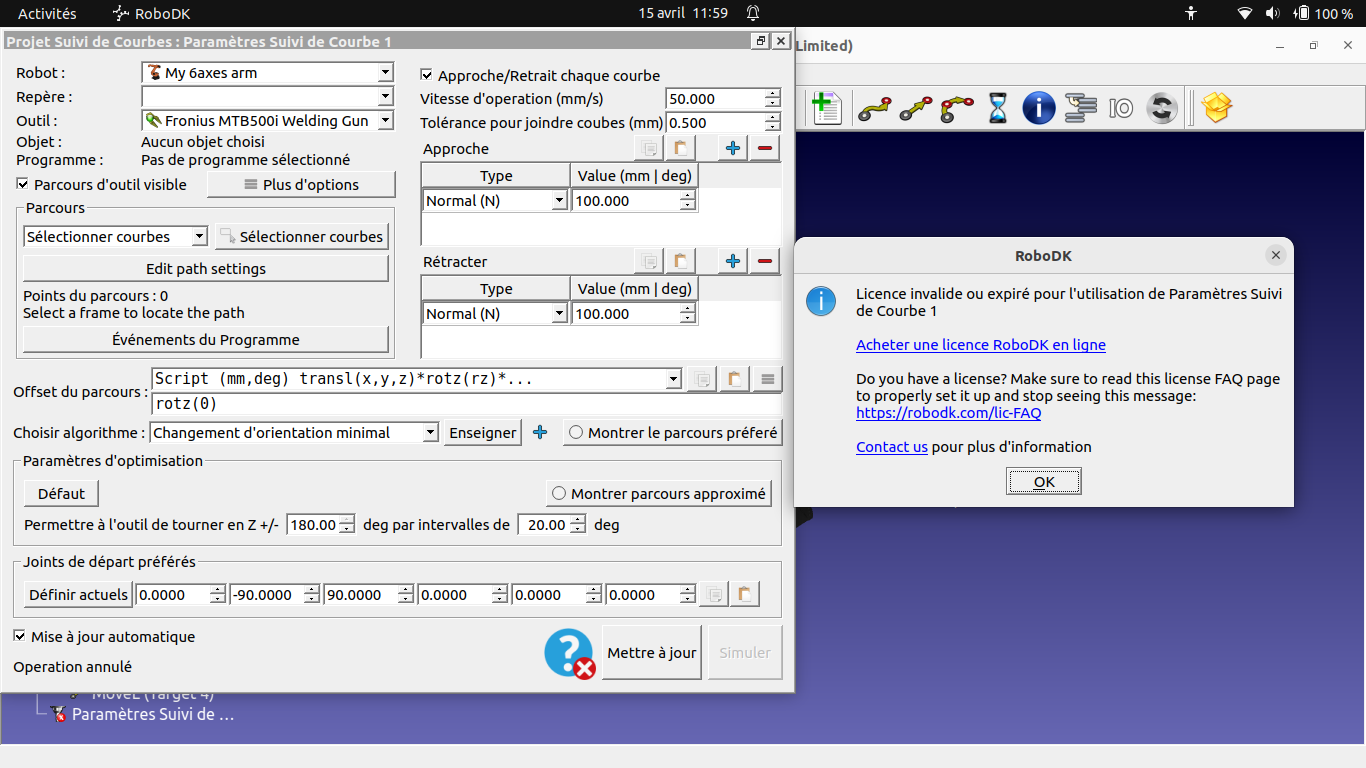 Activités
RoboDK
15 avril 11:59
100 %
Projet Suivi de Courbes : Paramètres Suivi de Courbe 1
Limited)
Robot :
My 6axes arm
Repère :
Outil :
Fronius MTB500i Welding Gun
Objet :
Aucun objet choisi
Programme :
Pas de programme sélectionné
Parcours d'outil visible
Plus d'options
Parcours
Sélectionner courbes
Sélectionner courbes
Edit path settings
Points du parcours : 0
Select a frame to locate the path
Événements du Programme
Approche/Retrait chaque courbe
Vitesse d'operation (mm/s)
50.000
Tolérance pour joindre coubes (mm)
0.500
Approche
Type
Value (mm | deg)
Normal (N)
100.000
Rétracter
Type
Value (mm | deg)
Normal (N)
100.000
Offset du parcours :
Script (mm,deg) transl(x,y,z)*rotz(rz)*...
rotz(0)
Choisir algorithme :
Changement d'orientation minimal
Enseigner
Montrer le parcours préferé
Paramètres d'optimisation
Défaut
Montrer parcours approximé
Permettre à l'outil de tourner en Z +/-
180.00
deg par intervalles de
20.00
deg
Joints de départ préférés
Définir actuels
0.0000
-90.0000
90.0000
0.0000
0.0000
0.0000
Mise à jour automatique
Operation annulé
Mettre à jour
Simuler
MoveL (Target 4)
Paramètres Suivi de ...
IO
RoboDK
Licence invalide ou expiré pour l'utilisation de Paramètres Suivi
de Courbe 1
Acheter une licence RoboDK en ligne
Do you have a license? Make sure to read this license FAQ page
to properly set it up and stop seeing this message:
https://robodk.com/lic-FAQ
Contact us pour plus d'information
OK